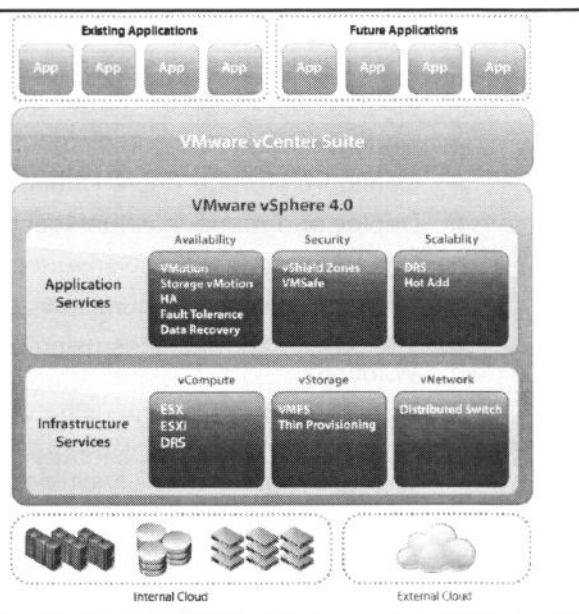 Existing Applications
Future Applications
App App App App
App App App App
VMware vCenter Suite
VMware vSphere 4.0
Availability Security Scalablity
Application Services
VMotion
Storage vMotion
HA
Fault Tolerance
Data Recovery
vShield Zones
VMSafe
DRS
Hot Add
vCompute vStorage vNetwork
Infrastructure Services
ESX
ESXi
DRS
VMFS
Thin Provisioning
Distributed Switch
Internal Cloud
External Cloud